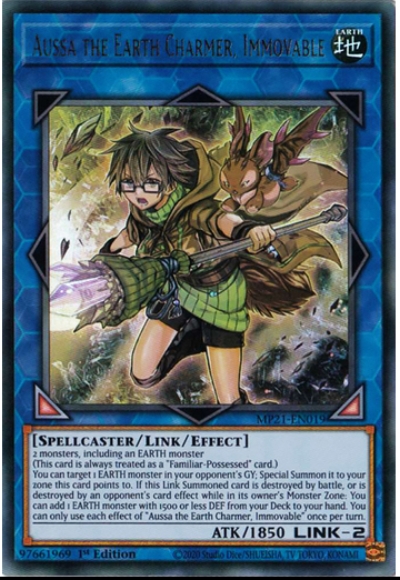 AUSSA THE EARTH CHARMER, IMMOVABLE
EARTH
地
MP21-EN019
[SPELLCASTER/LINK/EFFECT]
2 monsters, including an EARTH monster
(This card is always treated as a "Familiar-Possessed" card.)
You can target 1 EARTH monster in your opponent's GY; Special Summon it to your
zone this card points to. If this Link Summoned card is destroyed by battle, or is
destroyed by an opponent's card effect while in its owner's Monster Zone: You can
add 1 EARTH monster with 1500 or less DEF from your Deck to your hand. You
can only use each effect of "Aussa the Earth Charmer, Immovable" once per turn.
ATK/1850 LINK-2
97661969 1st Edition
©2020 Studio Dice/SHUEISHA, TV TOKYO, KONAMI